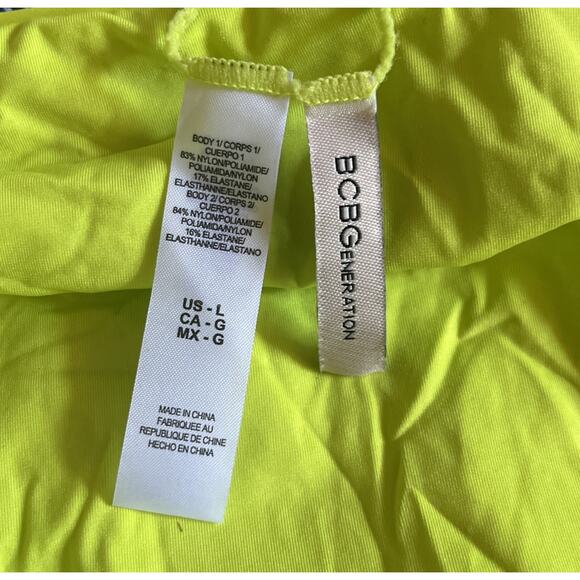 BODY 1/ CORPS 1/
CUERPO 1
83% NYLON/POLIAMIDE/
POLIAMIDA/NYLON
17% ELASTANE/
ELASTHANNE/ELASTANO
BODY 2/ CORPS 2/
CUERPO 2
84% NYLON/POLIAMIDE/
POLIAMIDA/NYLON
16% ELASTANE/
ELASTHANNE/ELASTANO
US - L
CA - G
MX - G
MADE IN CHINA
FABRIQUEE AU
REPUBLIQUE DE CHINE
HECHO EN CHINA
BCBGENERATION